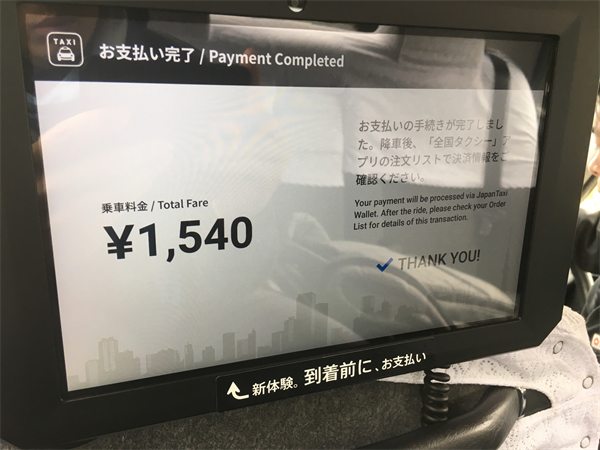 TAXI
お支払い完了 / Payment Completed
お支払いの手続きが完了しまし
た。降車後、「全国タクシー」ア
プリの注文リストで決済情報をご
確認ください。
Your payment will be processed via JapanTaxi
Wallet. After the ride, please check your Order
List for details of this transaction.
乗車料金 / Total Fare
¥1,540
THANK YOU!
新体験。到着前に、お支払い